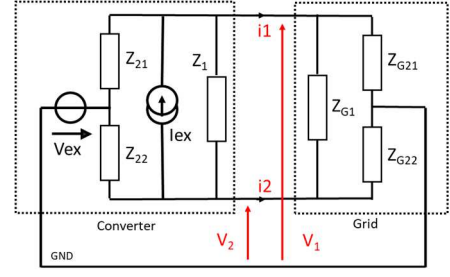 i1
Z21
Z1
ZG21
ZG1
Iex
Vex
Z22
ZG22
i2
Converter
Grid
V2
V1
GND